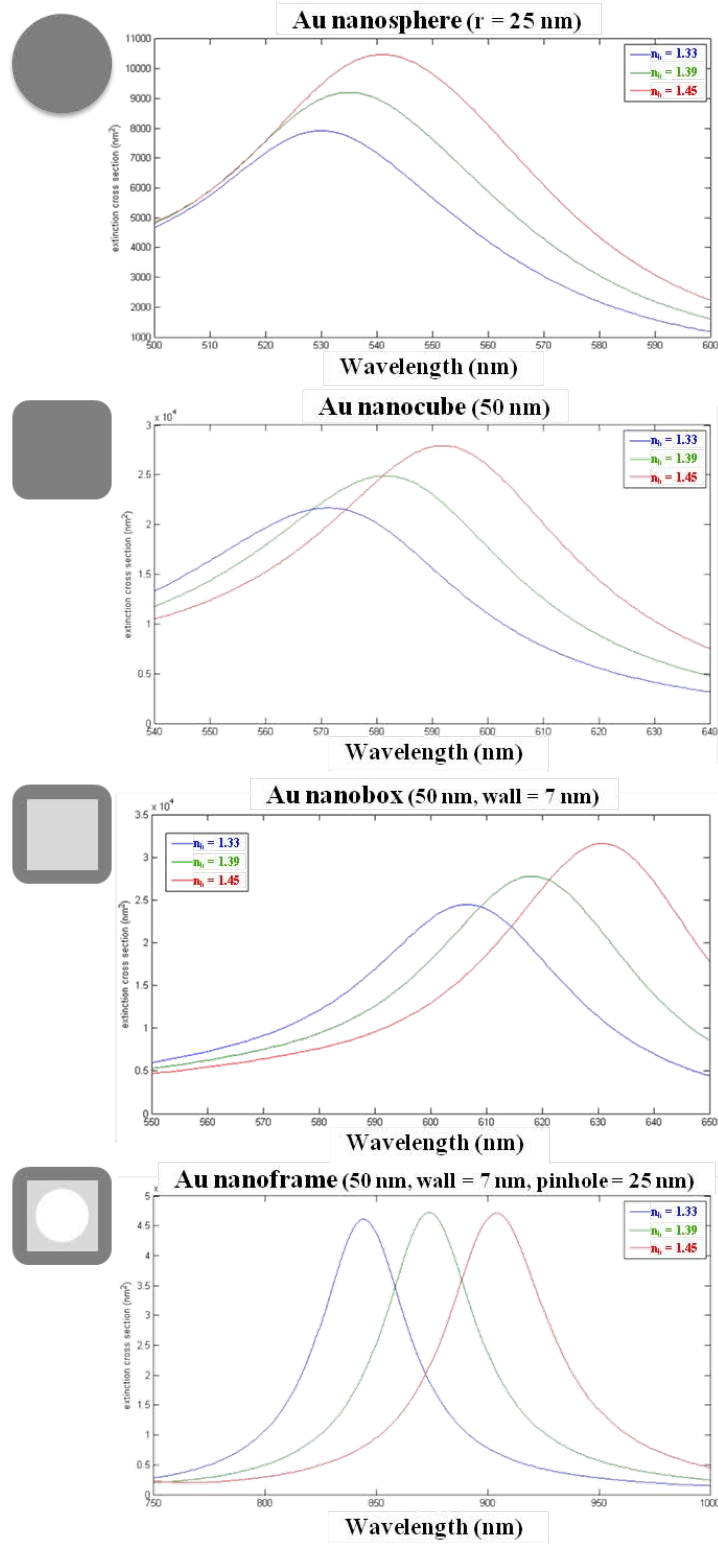 Au nanosphere (r = 25 nm)
11000
10000
9000
8000
7000
6000
5000
4000
3000
2000
1000
extinction cross section (nm²)
n_h = 1.33
n_h = 1.39
n_h = 1.45
500 510 520 530 540 550 560 570 580 590 600
Wavelength (nm)
Au nanocube (50 nm)
x 10⁴
3
2.5
2
1.5
1
0.5
0
extinction cross section (nm²)
n_h = 1.33
n_h = 1.39
n_h = 1.45
540 550 560 570 580 590 600 610 620 630 640
Wavelength (nm)
Au nanobox (50 nm, wall = 7 nm)
x 10⁴
3.5
3
2.5
2
1.5
1
0.5
0
extinction cross section (nm²)
n_h = 1.33
n_h = 1.39
n_h = 1.45
550 560 570 580 590 600 610 620 630 640 650
Wavelength (nm)
Au nanoframe (50 nm, wall = 7 nm, pinhole = 25 nm)
x
5
4.5
4
3.5
3
2.5
2
1.5
1
0.5
0
extinction cross section (nm²)
n_h = 1.33
n_h = 1.39
n_h = 1.45
750 800 850 900 950 1000
Wavelength (nm)